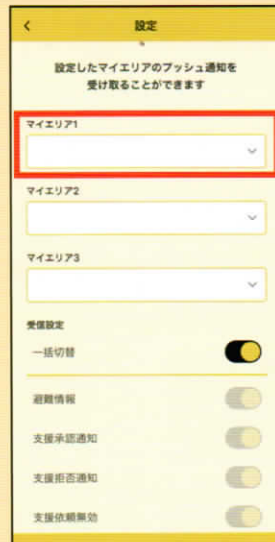 設定
設定したマイエリアのプッシュ通知を
受け取ることができます
マイエリア1
マイエリア2
マイエリア3
受信設定
一括切替
避難情報
支援承認通知
支援拒否通知
支援依頼無効